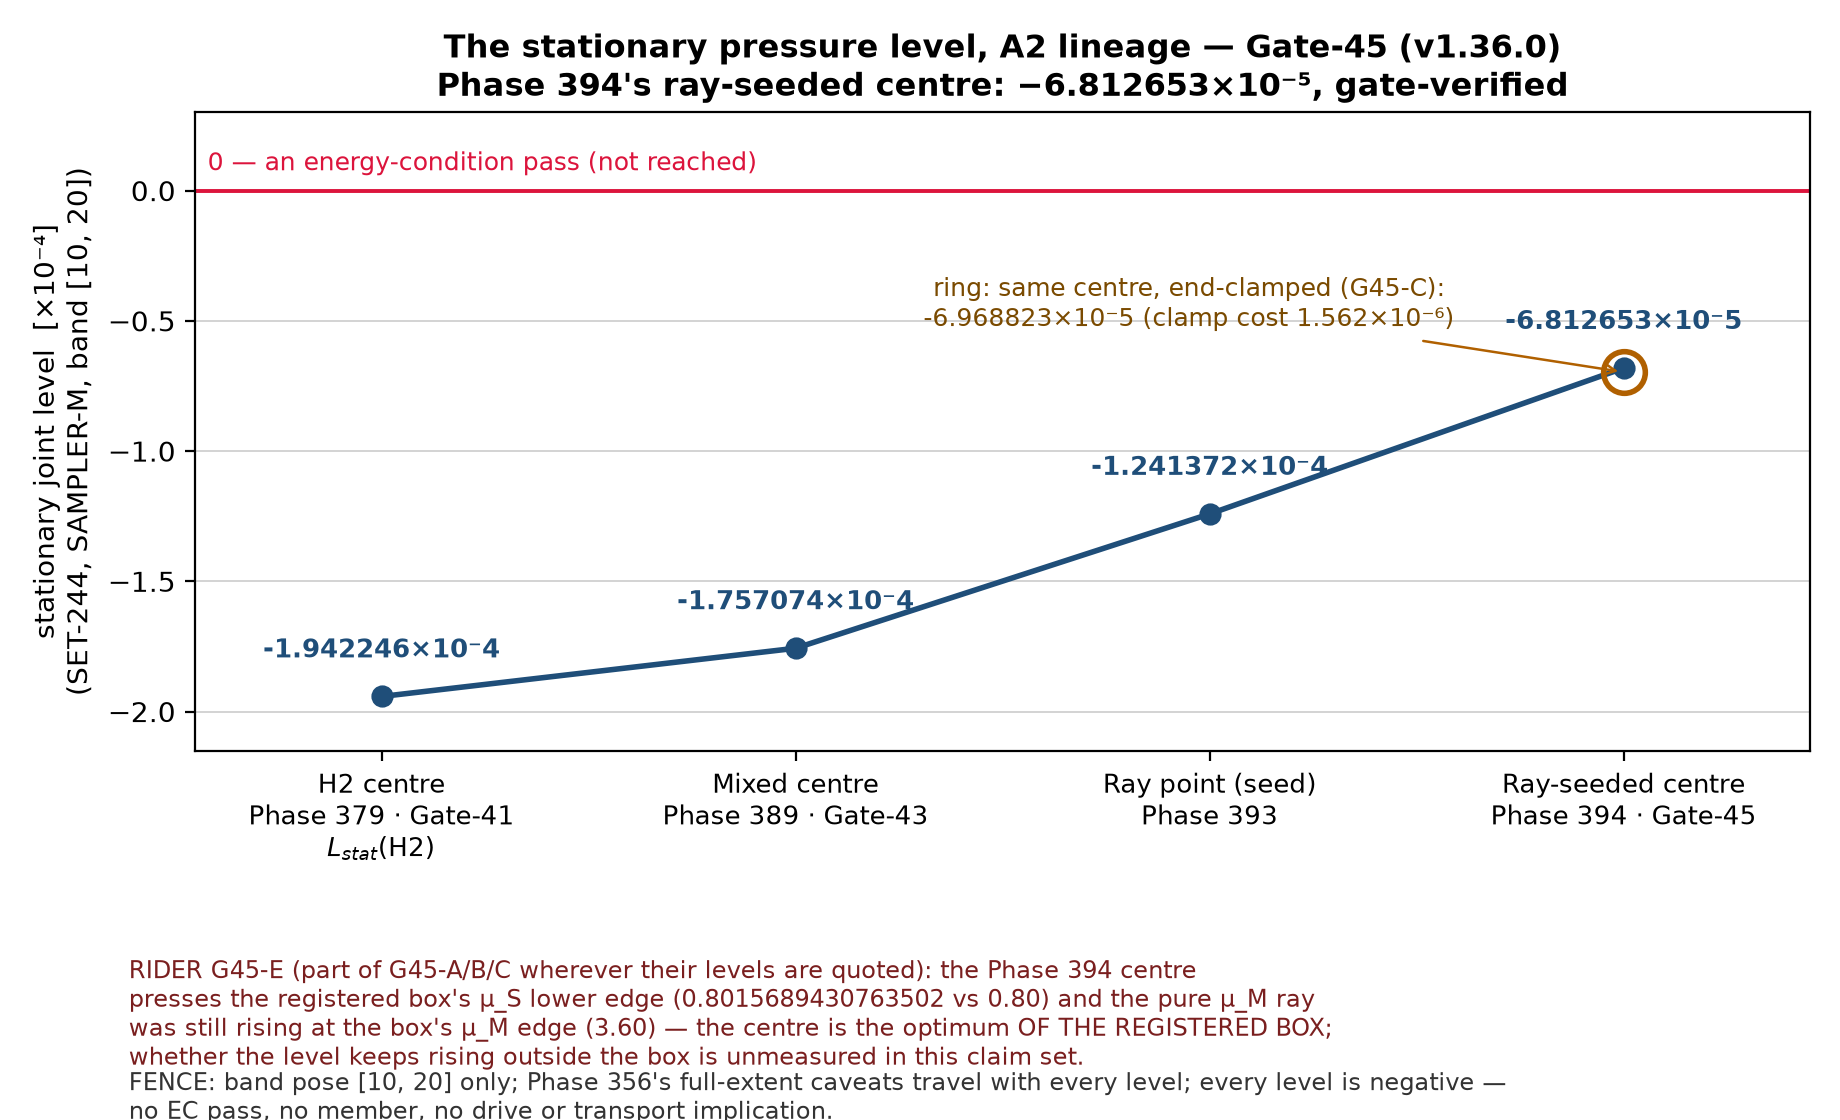 The stationary pressure level, A2 lineage — Gate-45 (v1.36.0)
Phase 394's ray-seeded centre: −6.812653×10⁻⁵, gate-verified
stationary joint level  [×10⁻⁴]
(SET-244, SAMPLER-M, band [10, 20])
0.0
−0.5
−1.0
−1.5
−2.0
0 — an energy-condition pass (not reached)
ring: same centre, end-clamped (G45-C):
-6.968823×10⁻5 (clamp cost 1.562×10⁻⁶)
-6.812653×10⁻5
-1.241372×10⁻4
-1.757074×10⁻4
-1.942246×10⁻4
H2 centre
Phase 379 · Gate-41
L_stat(H2)
Mixed centre
Phase 389 · Gate-43
Ray point (seed)
Phase 393
Ray-seeded centre
Phase 394 · Gate-45
RIDER G45-E (part of G45-A/B/C wherever their levels are quoted): the Phase 394 centre
presses the registered box's μ_S lower edge (0.8015689430763502 vs 0.80) and the pure μ_M ray
was still rising at the box's μ_M edge (3.60) — the centre is the optimum OF THE REGISTERED BOX;
whether the level keeps rising outside the box is unmeasured in this claim set.
FENCE: band pose [10, 20] only; Phase 356's full-extent caveats travel with every level; every level is negative —
no EC pass, no member, no drive or transport implication.